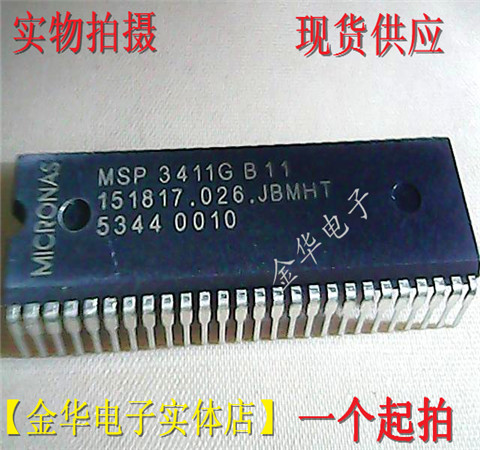 实物拍摄
现货供应
MICRONAS
MSP 3411G B 11
151817.026.JBMHT
5344 0010
金华电子
【金华电子实体店】
一个起拍